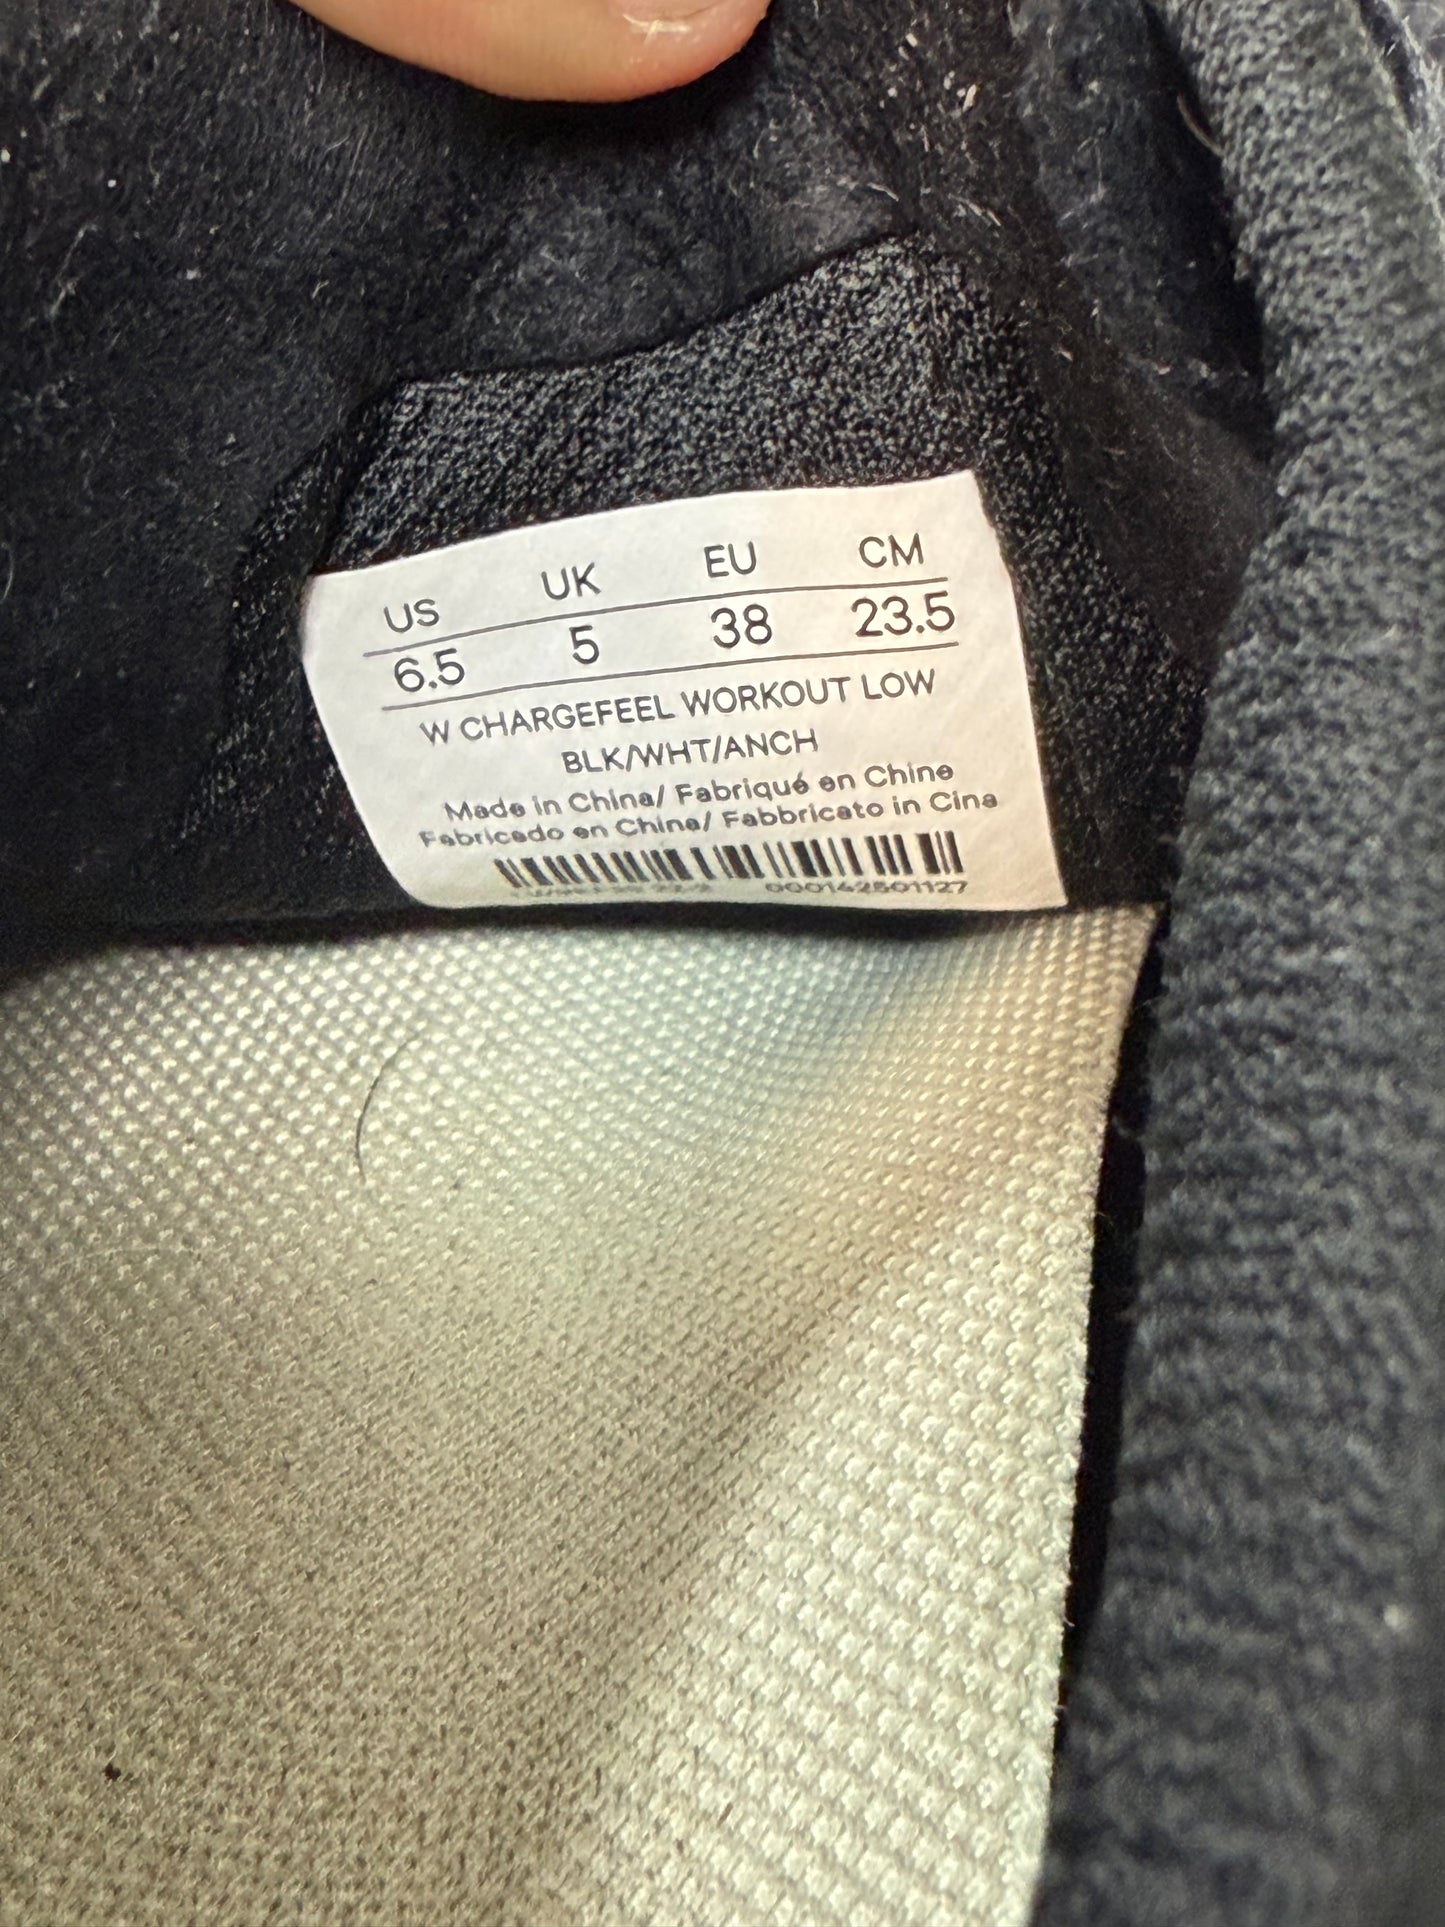 US UK EU CM
6.5 5 38 23.5
W CHARGEFEEL WORKOUT LOW
BLK/WHT/ANCH
Made in China/ Fabriqué en Chine
Fabricado en China/ Fabbricato in Cina
000142501127